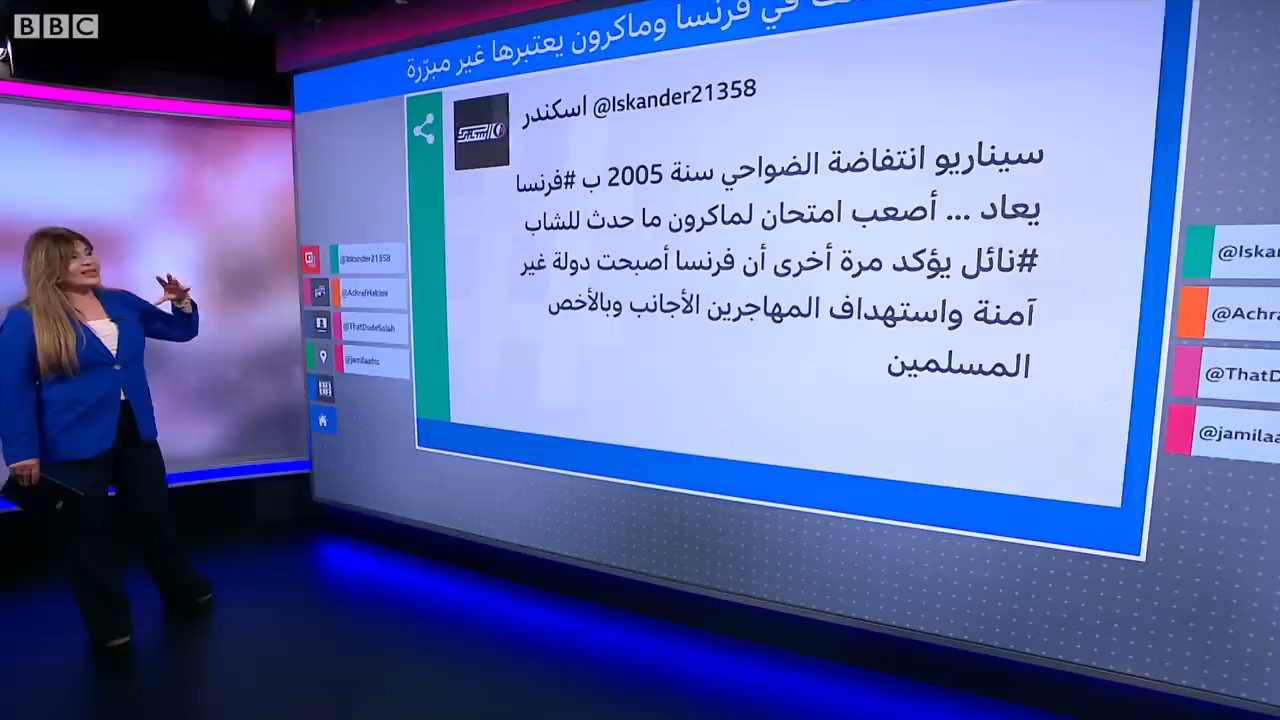 BBC
في فرنسا وماكرون يعتبرها غير مبرّرة
اسكندر @Iskander21358
سيناريو انتفاضة الضواحي سنة 2005 ب #فرنسا
يعاد ... أصعب امتحان لماكرون ما حدث للشاب
#نائل يؤكد مرة أخرى أن فرنسا أصبحت دولة غير
آمنة واستهداف المهاجرين الأجانب وبالأخص
المسلمين
@Iskander21358
@AchrafHakimi
@ThatDudeSalah
@jamilaafns
@Iska
@Achra
@ThatD
@jamilaa